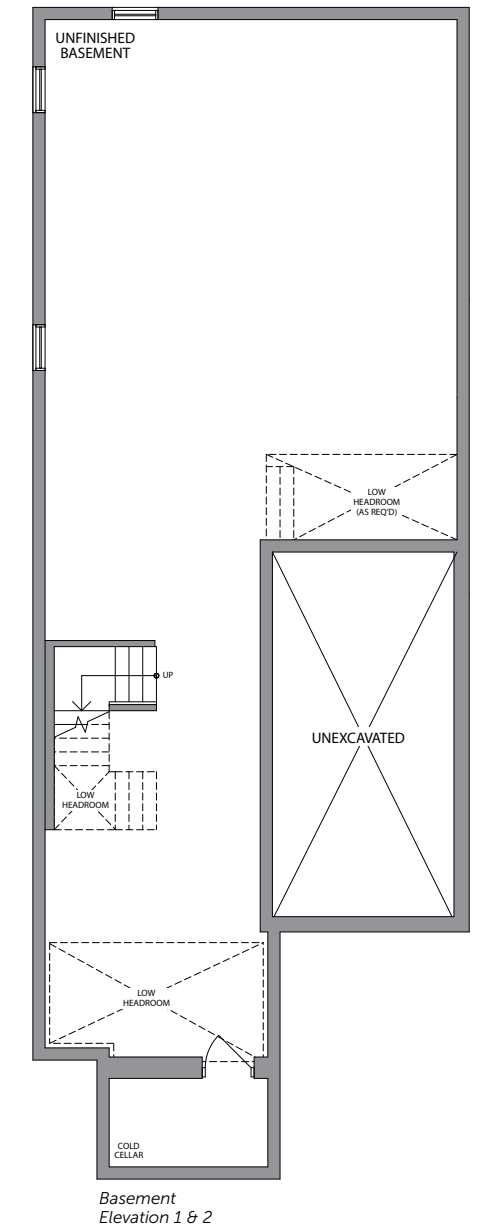 UNFINISHED
BASEMENT
LOW
HEADROOM
(AS REQ'D)
UP
UNEXCAVATED
LOW
HEADROOM
LOW
HEADROOM
COLD
CELLAR
Basement
Elevation 1 & 2